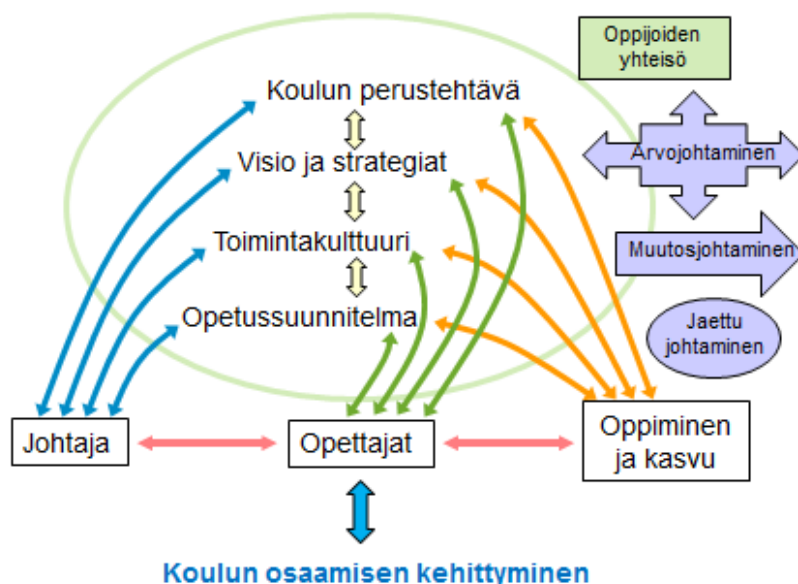 Oppijoiden
yhteisö
Koulun perustehtävä
Visio ja strategiat
Arvojohtaminen
Toimintakulttuuri
Muutosjohtaminen
Opetussuunnitelma
Jaettu
johtaminen
Johtaja
Opettajat
Oppiminen
ja kasvu
Koulun osaamisen kehittyminen